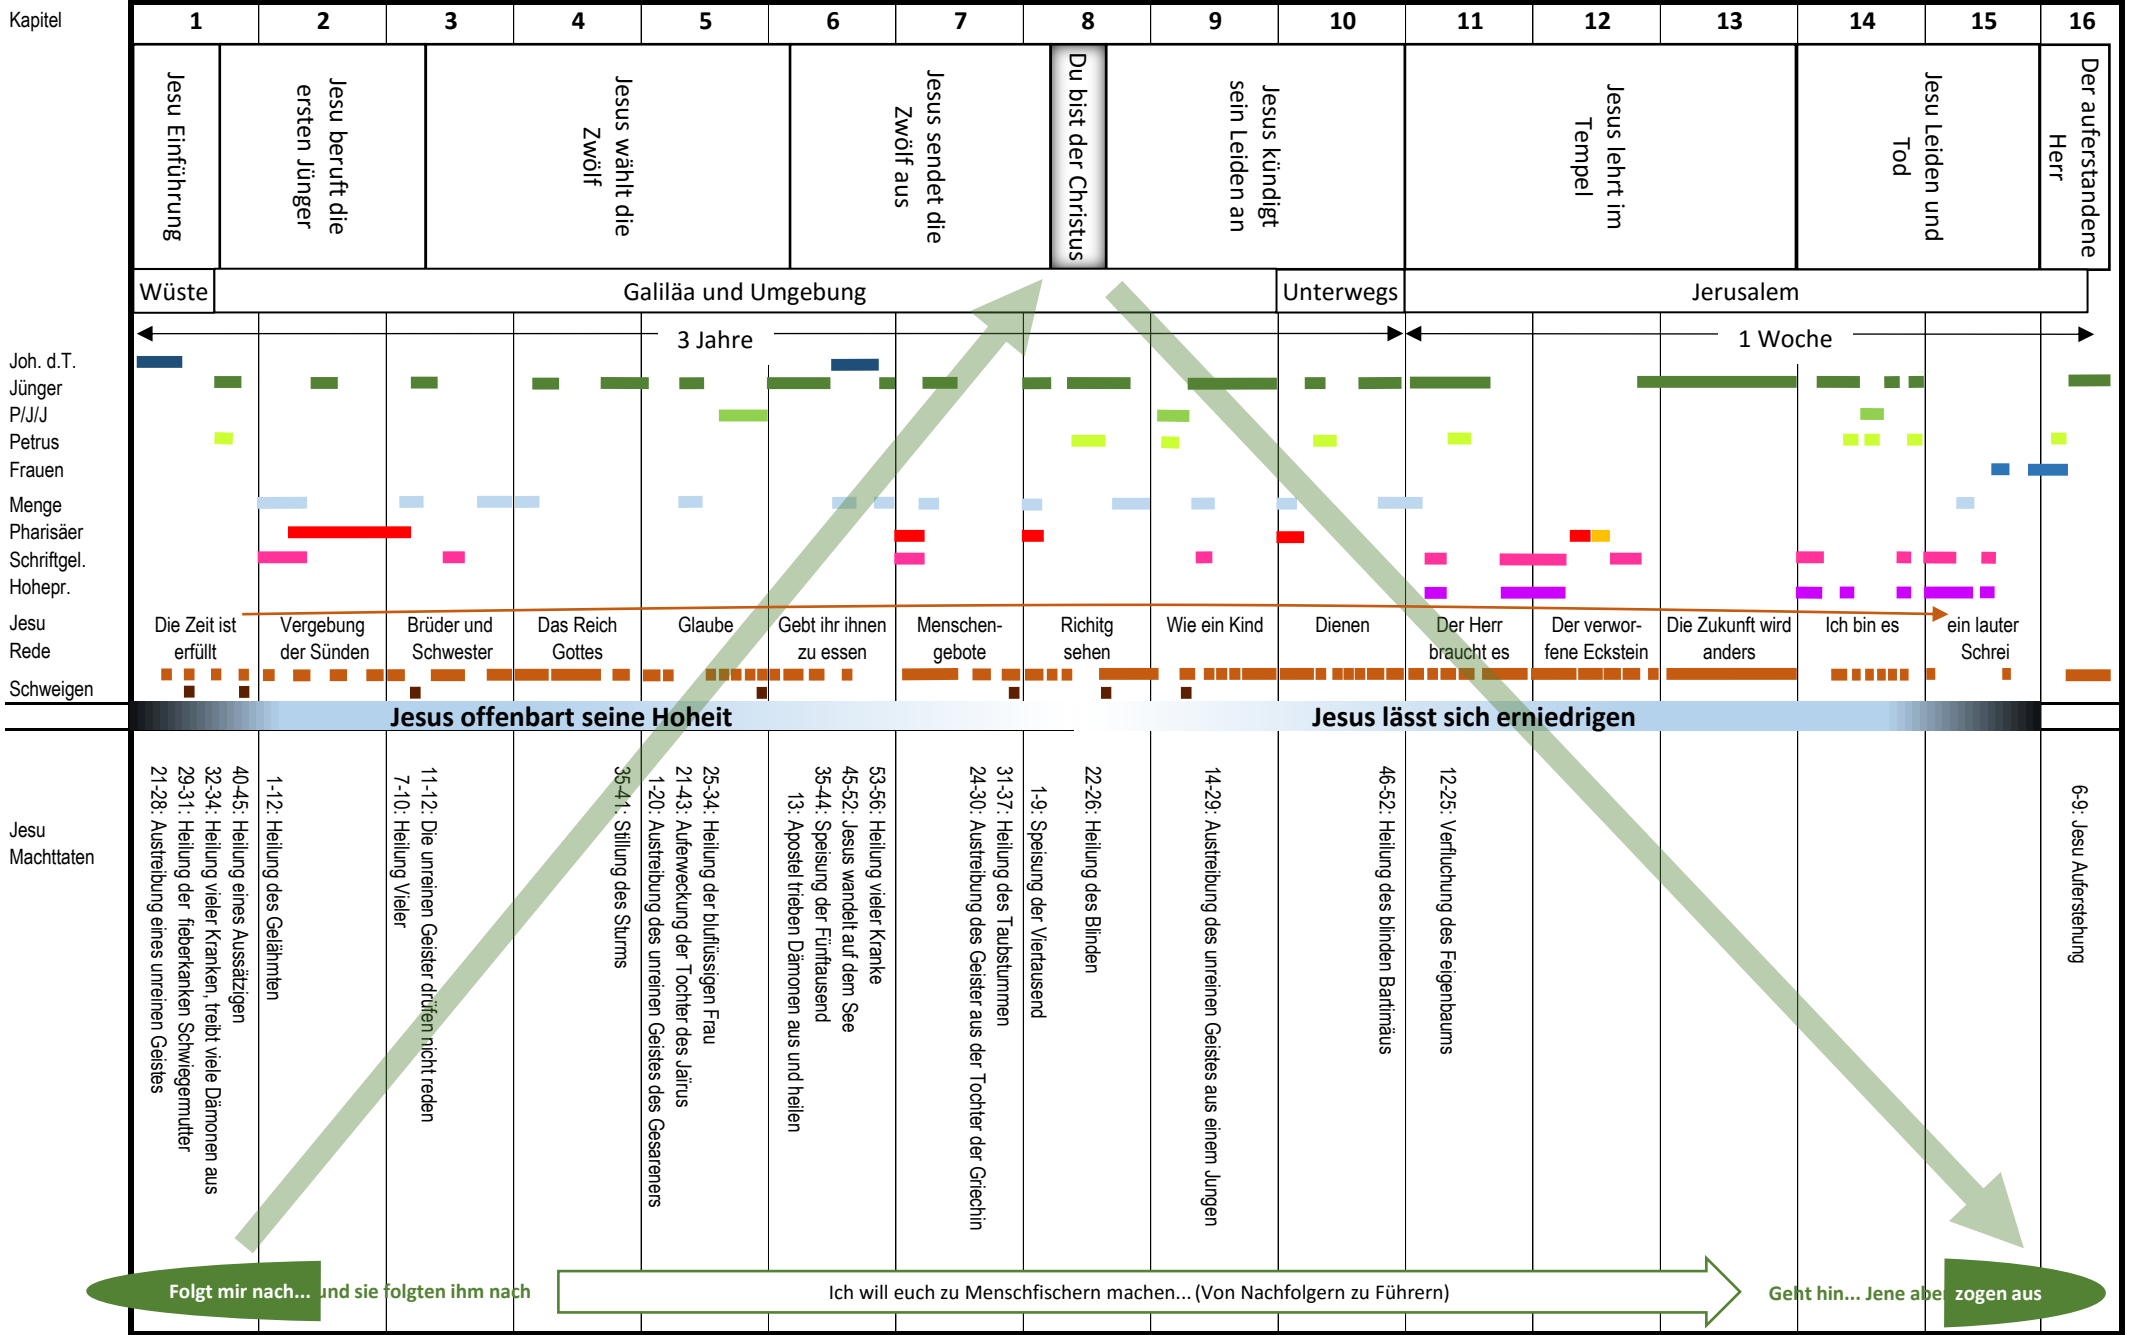 Kapitel 1 2 3 4 5 6 7 8 9 10 11 12 13 14 15 16
Jesu Einführung
Jesu beruft die
ersten Jünger
Jesus wählt die
Zwölf
Jesus sendet die
Zwölf aus
Du bist der Christus
Jesus kündigt
sein Leiden an
Jesus lehrt im
Tempel
Jesu Leiden und
Tod
Der auferstandene
Herr
Wüste Galiläa und Umgebung Unterwegs Jerusalem
3 Jahre 1 Woche
Joh. d.T.
Jünger
P/J/J
Petrus
Frauen
Menge
Pharisäer
Schriftgel.
Hohepr.
Jesu
Rede
Die Zeit ist
erfüllt
Vergebung
der Sünden
Brüder und
Schwester
Das Reich
Gottes
Glaube
Gebt ihr ihnen
zu essen
Menschen-
gebote
Richitg
sehen
Wie ein Kind
Dienen
Der Herr
braucht es
Der verwor-
fene Eckstein
Die Zukunft wird
anders
Ich bin es
ein lauter
Schrei
Schweigen
Jesus offenbart seine Hoheit Jesus lässt sich erniedrigen
Jesu
Machttaten
21-28: Austreibung eines unreinen Geistes
29-31: Heilung der fieberkanken Schwiegermutter
32-34: Heilung vieler Kranken, treibt viele Dämonen aus
40-45: Heilung eines Aussätzigen
1-12: Heilung des Gelähmten
7-10: Heilung Vieler
11-12: Die unreinen Geister drüfen nicht reden
35-41: Stillung des Sturms
1-20: Austreibung des unreinen Geistes des Gesareners
21-43: Auferweckung der Tochter des Jaïrus
25-34: Heilung der bluflüssigen Frau
13: Apostel trieben Dämonen aus und heilen
35-44: Speisung der Fünftausend
45-52: Jesus wandelt auf dem See
53-56: Heilung vieler Kranke
24-30: Austreibung des Geister aus der Tochter der Griechin
31-37: Heilung des Taubstummen
1-9: Speisung der Viertausend
22-26: Heilung des Blinden
14-29: Austreibung des unreinen Geistes aus einem Jungen
46-52: Heilung des blinden Bartimäus
12-25: Verfluchung des Feigenbaums
6-9: Jesu Auferstehung
Folgt mir nach... und sie folgten ihm nach
Ich will euch zu Menschfischern machen... (Von Nachfolgern zu Führern)
Geht hin... Jene aber zogen aus